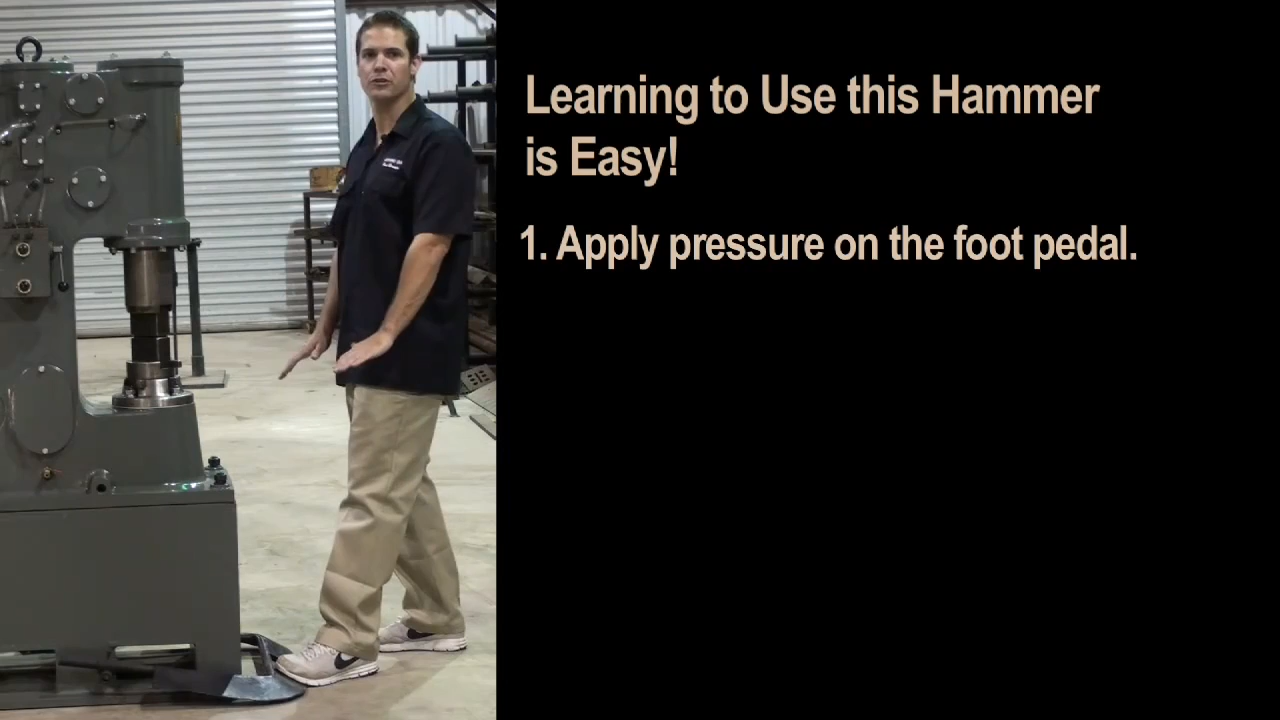 Learning to Use this Hammer
is Easy!
1. Apply pressure on the foot pedal.